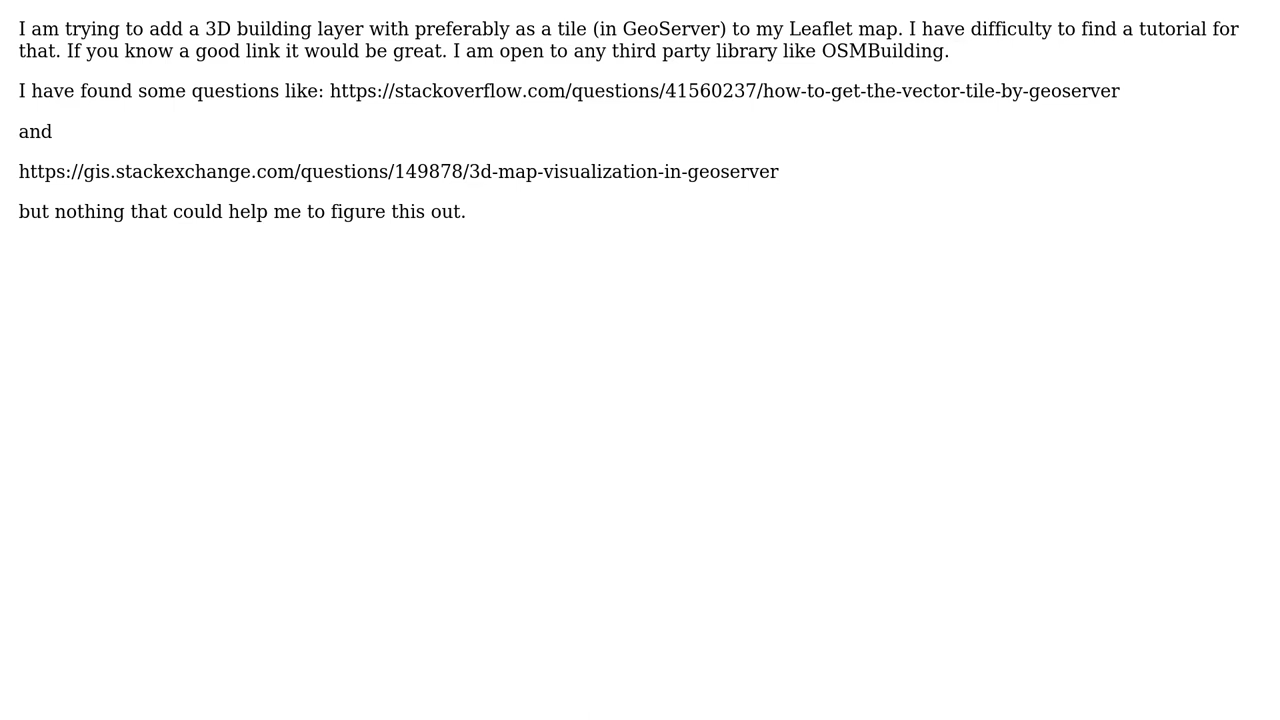 I am trying to add a 3D building layer with preferably as a tile (in GeoServer) to my Leaflet map. I have difficulty to find a tutorial for
that. If you know a good link it would be great. I am open to any third party library like OSMBuilding.
I have found some questions like: https://stackoverflow.com/questions/41560237/how-to-get-the-vector-tile-by-geoserver
and
https://gis.stackexchange.com/questions/149878/3d-map-visualization-in-geoserver
but nothing that could help me to figure this out.